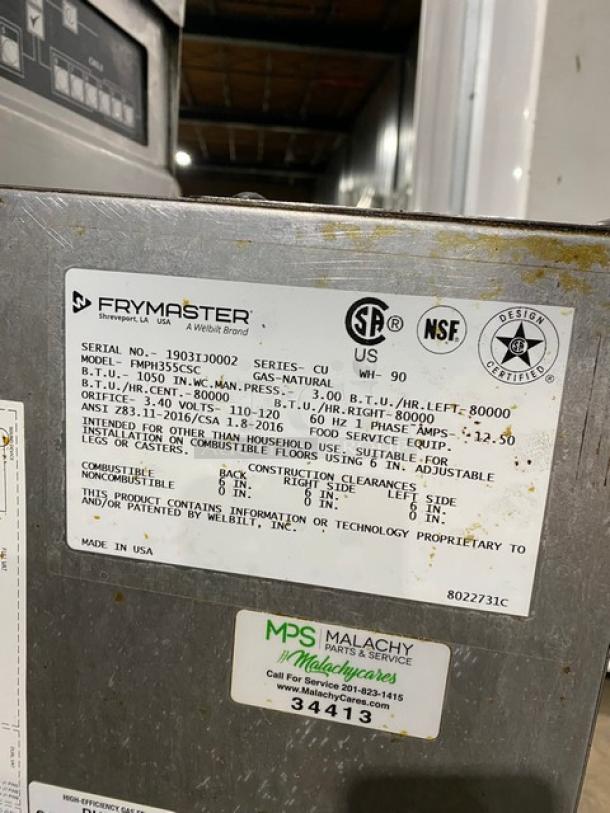 FRYMASTER
Shreveport, LA USA
A Welbilt Brand
SA ®
US
NSF
DESIGN
CERTIFIED ®
SERIAL NO.- 1903IJ0002 SERIES- CU
MODEL- FMPH355CSC GAS-NATURAL WH- 90
B.T.U.- 1050 IN.WC.MAN.PRESS.- 3.00 B.T.U./HR.LEFT- 80000
B.T.U./HR.CENT.-80000 B.T.U./HR.RIGHT-80000
ORIFICE- 3.40 VOLTS- 110-120 60 HZ 1 PHASE AMPS- 12.50
ANSI Z83.11-2016/CSA 1.8-2016 FOOD SERVICE EQUIP.
INTENDED FOR OTHER THAN HOUSEHOLD USE. SUITABLE FOR
INSTALLATION ON COMBUSTIBLE FLOORS USING 6 IN. ADJUSTABLE
LEGS OR CASTERS.
CONSTRUCTION CLEARANCES
BACK RIGHT SIDE LEFT SIDE
COMBUSTIBLE 6 IN. 6 IN. 6 IN.
NONCOMBUSTIBLE 0 IN. 0 IN. 0 IN.
THIS PRODUCT CONTAINS INFORMATION OR TECHNOLOGY PROPRIETARY TO
AND/OR PATENTED BY WELBILT, INC.
MADE IN USA
8022731C
MPS MALACHY
PARTS & SERVICE
Malachycares
Call For Service 201-823-1415
www.MalachyCares.com
34413
HIGH-EFFICIENCY GAS